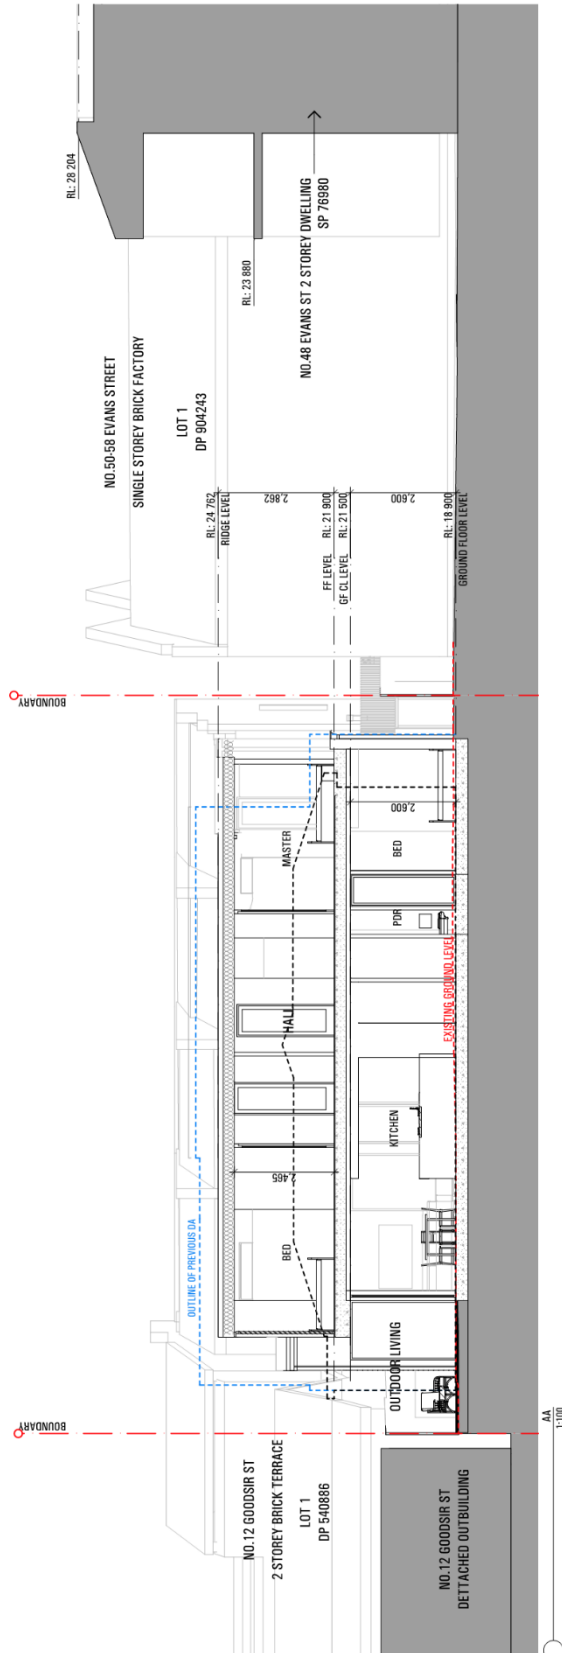 BOUNDARY
BOUNDARY
NO.12 GOODSIR ST
2 STOREY BRICK TERRACE
LOT 1
DP 540886
NO.12 GOODSIR ST
DETTACHED OUTBUILDING
OUTLINE OF PREVIOUS DA
BED
HALL
MASTER
2,465
OUTDOOR LIVING
KITCHEN
PDR
BED
2,600
EXISTING GROUND LEVEL
NO.50-58 EVANS STREET
SINGLE STOREY BRICK FACTORY
LOT 1
DP 904243
RL: 24 762
RIDGE LEVEL
2,862
FF LEVEL RL: 21 900
GF CL LEVEL RL: 21 500
2,600
RL: 18 900
GROUND FLOOR LEVEL
RL: 28 204
RL: 23 880
NO.48 EVANS ST 2 STOREY DWELLING
SP 76980
AA
1:100